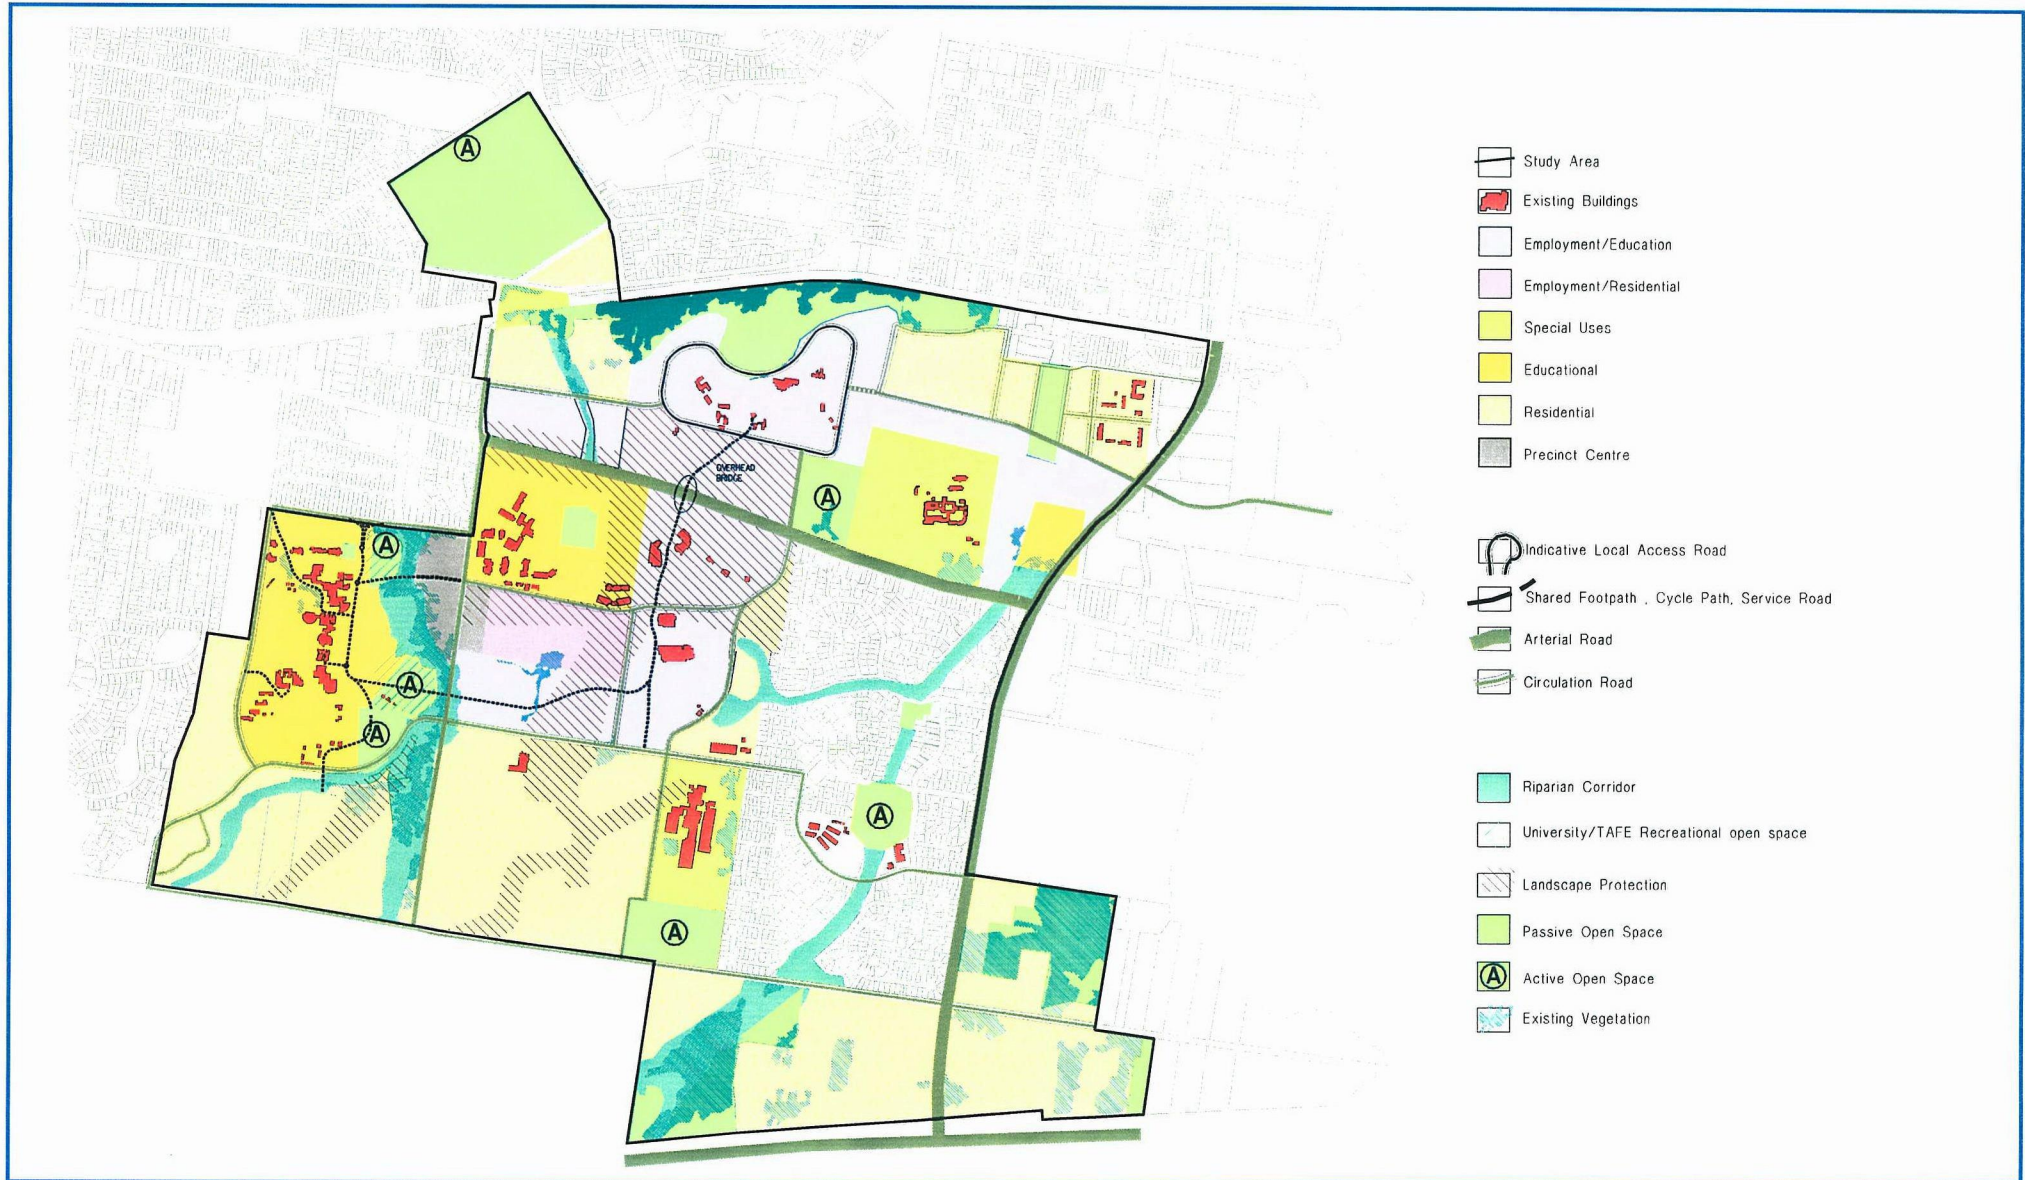 A
OVERHEAD
BRIDGE
A
A
A
A
A
A
Study Area
Existing Buildings
Employment/Education
Employment/Residential
Special Uses
Educational
Residential
Precinct Centre
Indicative Local Access Road
Shared Footpath , Cycle Path, Service Road
Arterial Road
Circulation Road
Riparian Corridor
University/TAFE Recreational open space
Landscape Protection
Passive Open Space
A Active Open Space
Existing Vegetation